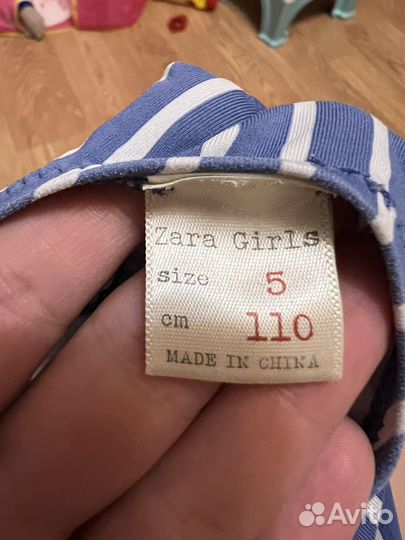 Zara Girls
size 5
cm 110
MADE IN CHINA
Avito